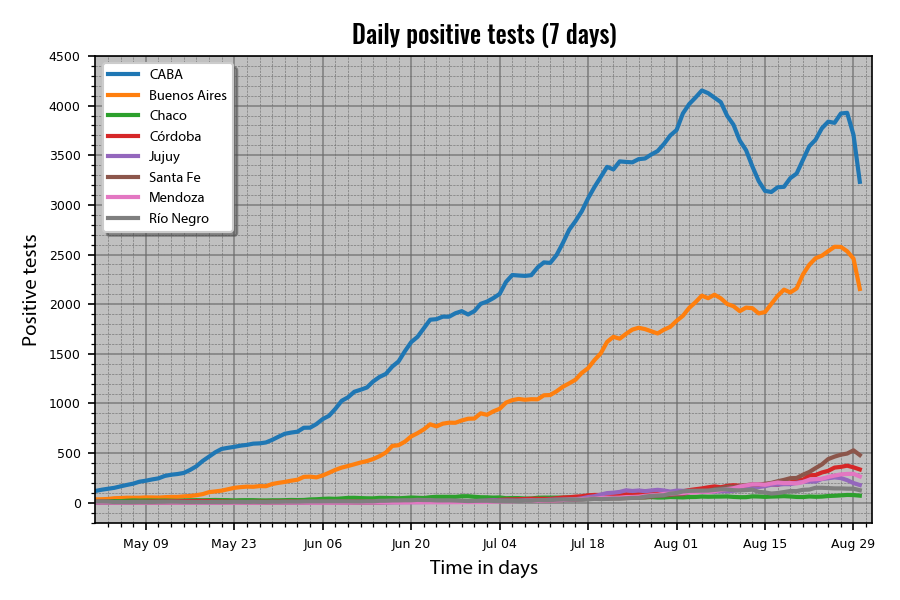 Daily positive tests (7 days)
4500
4000
3500
3000
2500
2000
1500
1000
500
0
Positive tests
CABA
Buenos Aires
Chaco
Córdoba
Jujuy
Santa Fe
Mendoza
Río Negro
May 09
May 23
Jun 06
Jun 20
Jul 04
Jul 18
Aug 01
Aug 15
Aug 29
Time in days